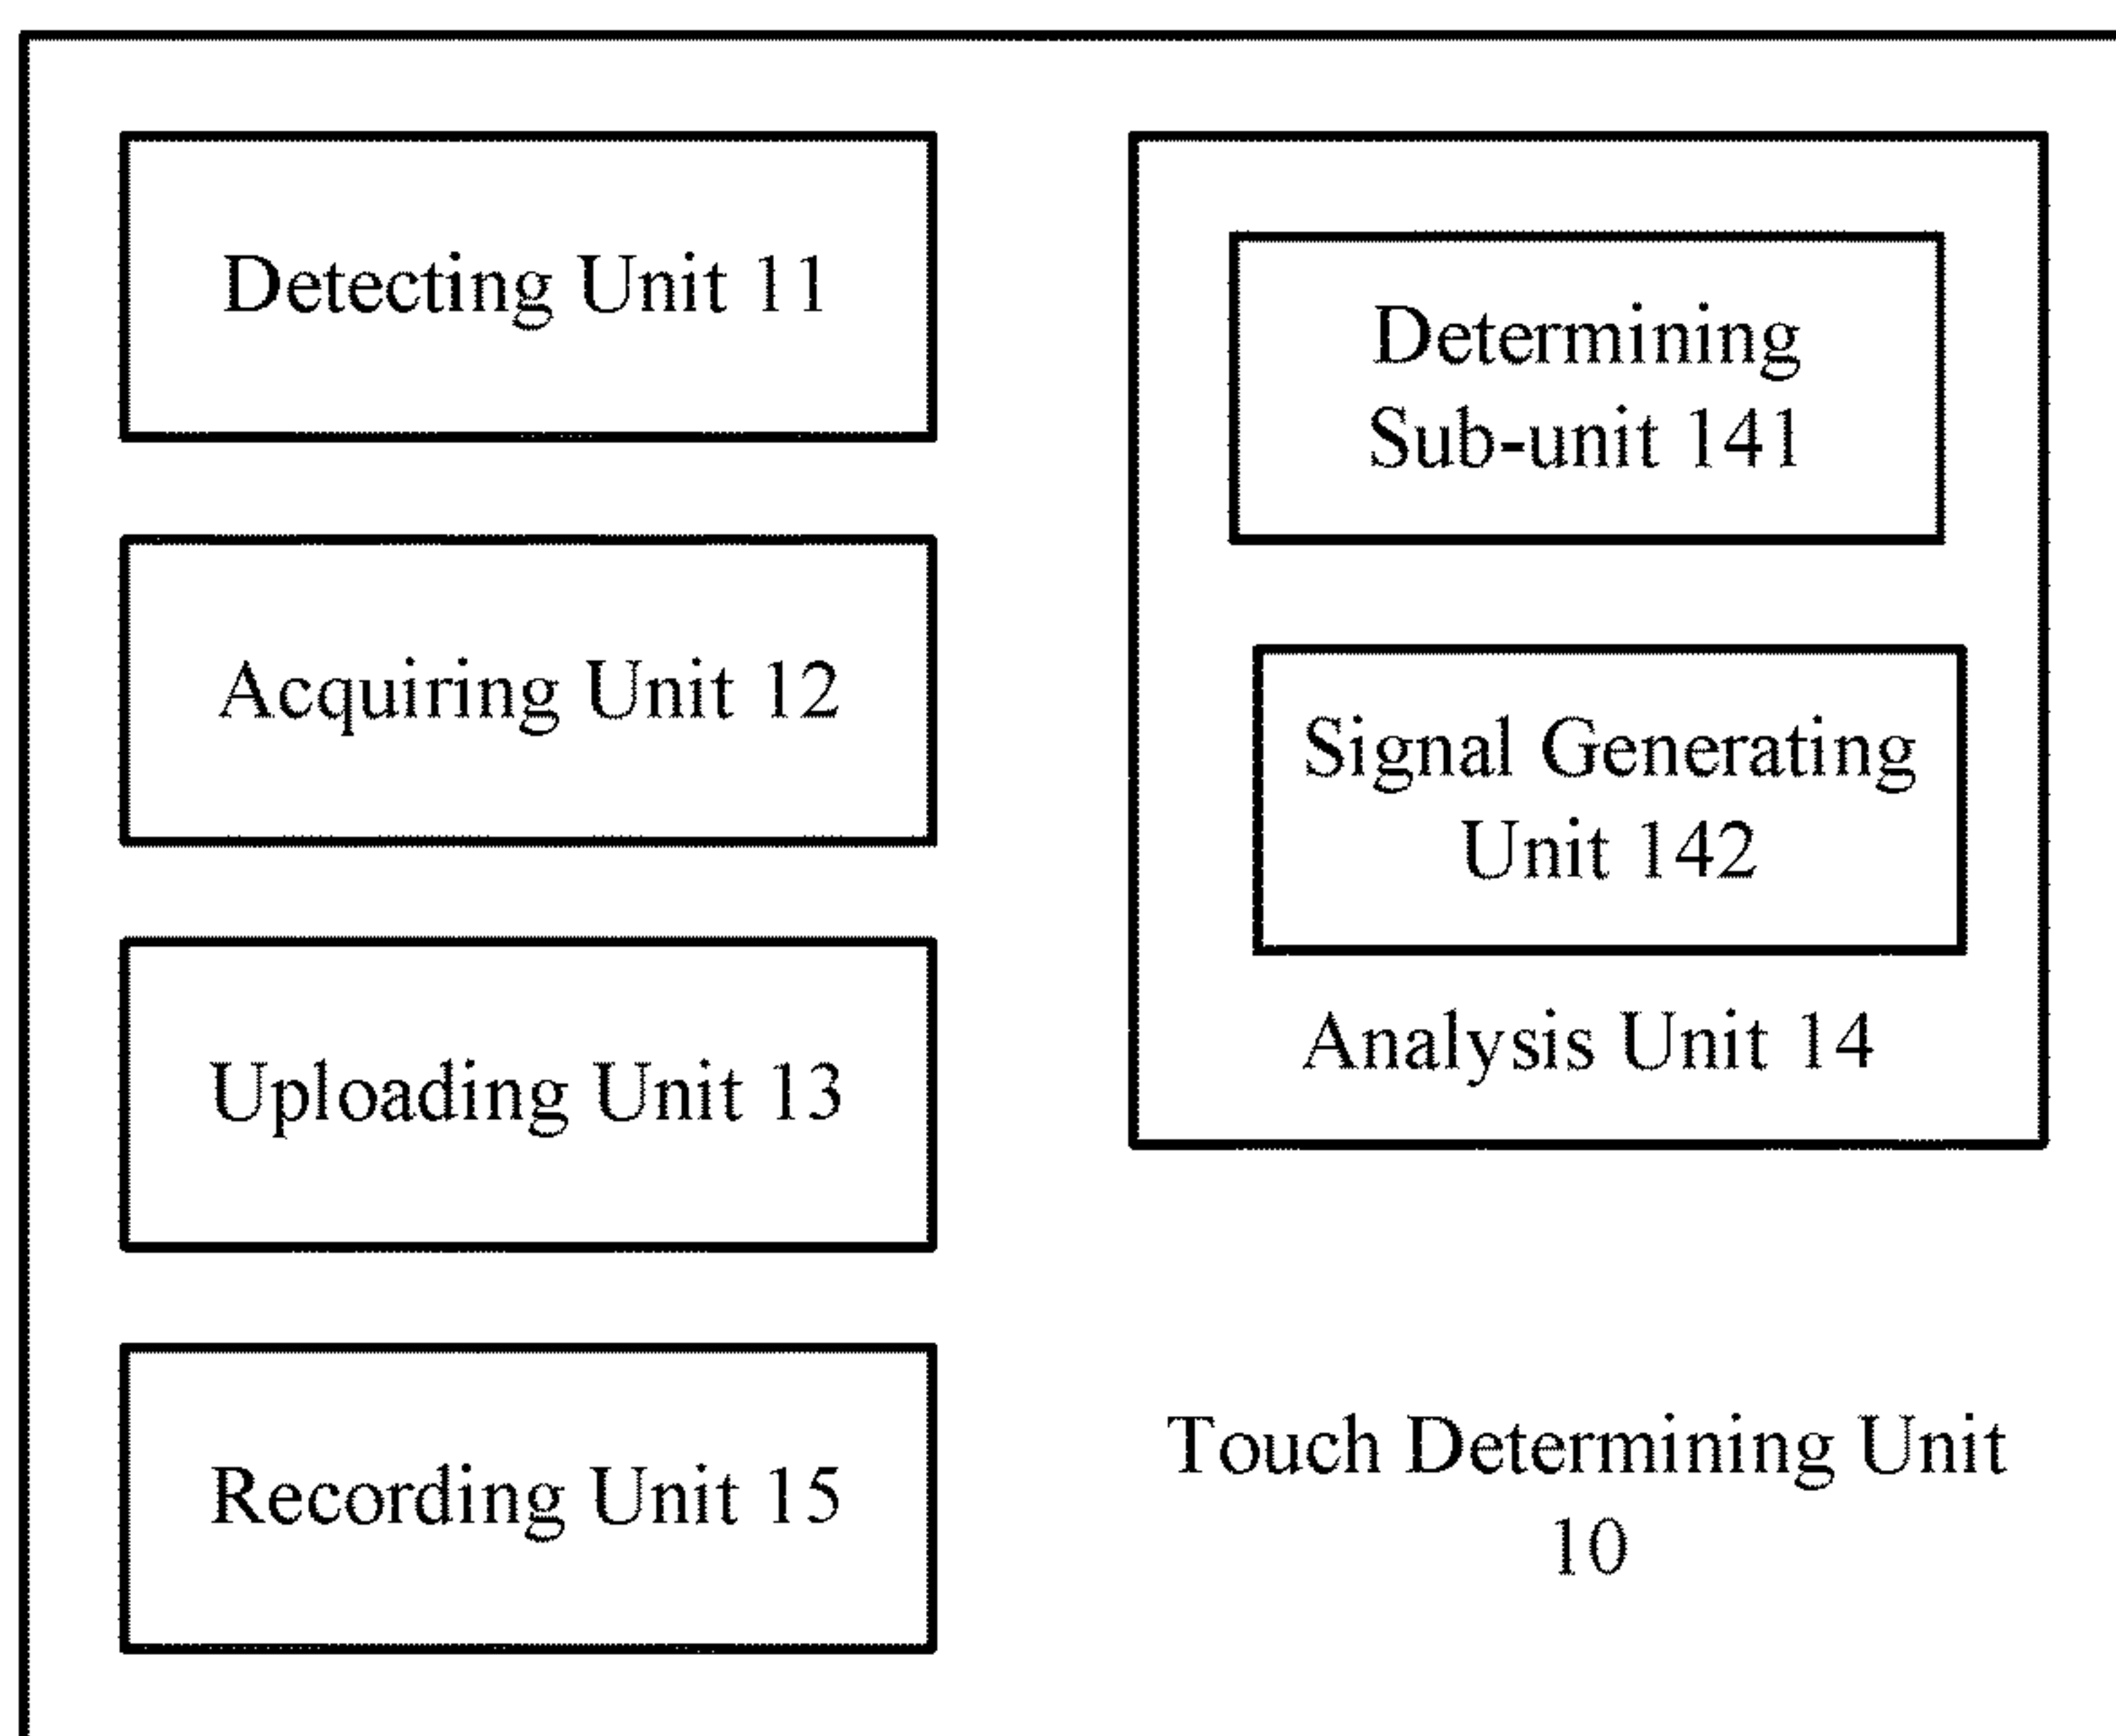 Detecting Unit 11
Acquiring Unit 12
Uploading Unit 13
Recording Unit 15
Determining
Sub-unit 141
Signal Generating
Unit 142
Analysis Unit 14
Touch Determining Unit
10